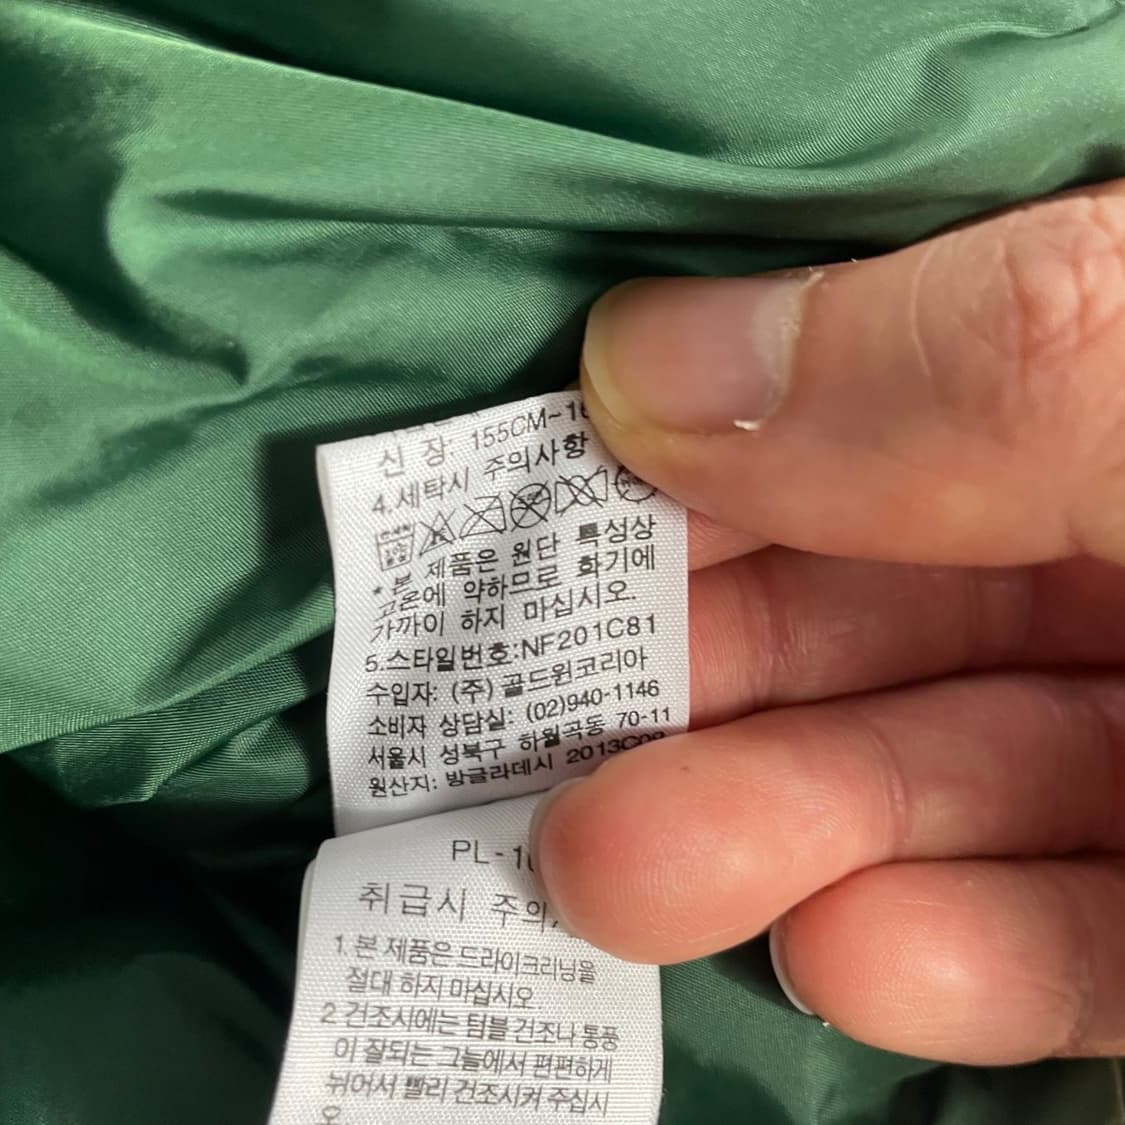 신 장: 155CM~16
4.세탁시 주의사항
* 본 제품은 원단 특성상
고온에 약하므로 화기에
가까이 하지 마십시오.
5.스타일번호:NF201C81
수입자: (주) 골드윈코리아
소비자 상담실: (02)940-1146
서울시 성북구 하월곡동 70-11
원산지: 방글라데시
PL-
취급시
1. 본 제품은 드라이크리닝을
절대 하지 마십시오
2 건조시에는 텀블 건조나 통풍
이 잘되는 그늘에서 편편하게
뉘어서 빨리 건조시켜 주십시
오